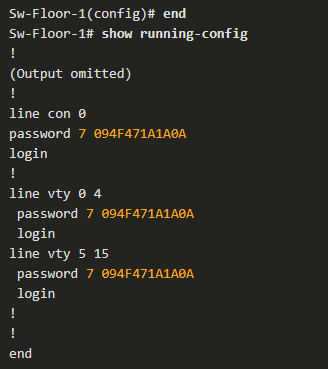 Sw-Floor-1(config)# end
Sw-Floor-1# show running-config
!
(Output omitted)
!
line con 0
password 7 094F471A1A0A
login
!
line vty 0 4
 password 7 094F471A1A0A
 login
line vty 5 15
 password 7 094F471A1A0A
 login
!
!
end